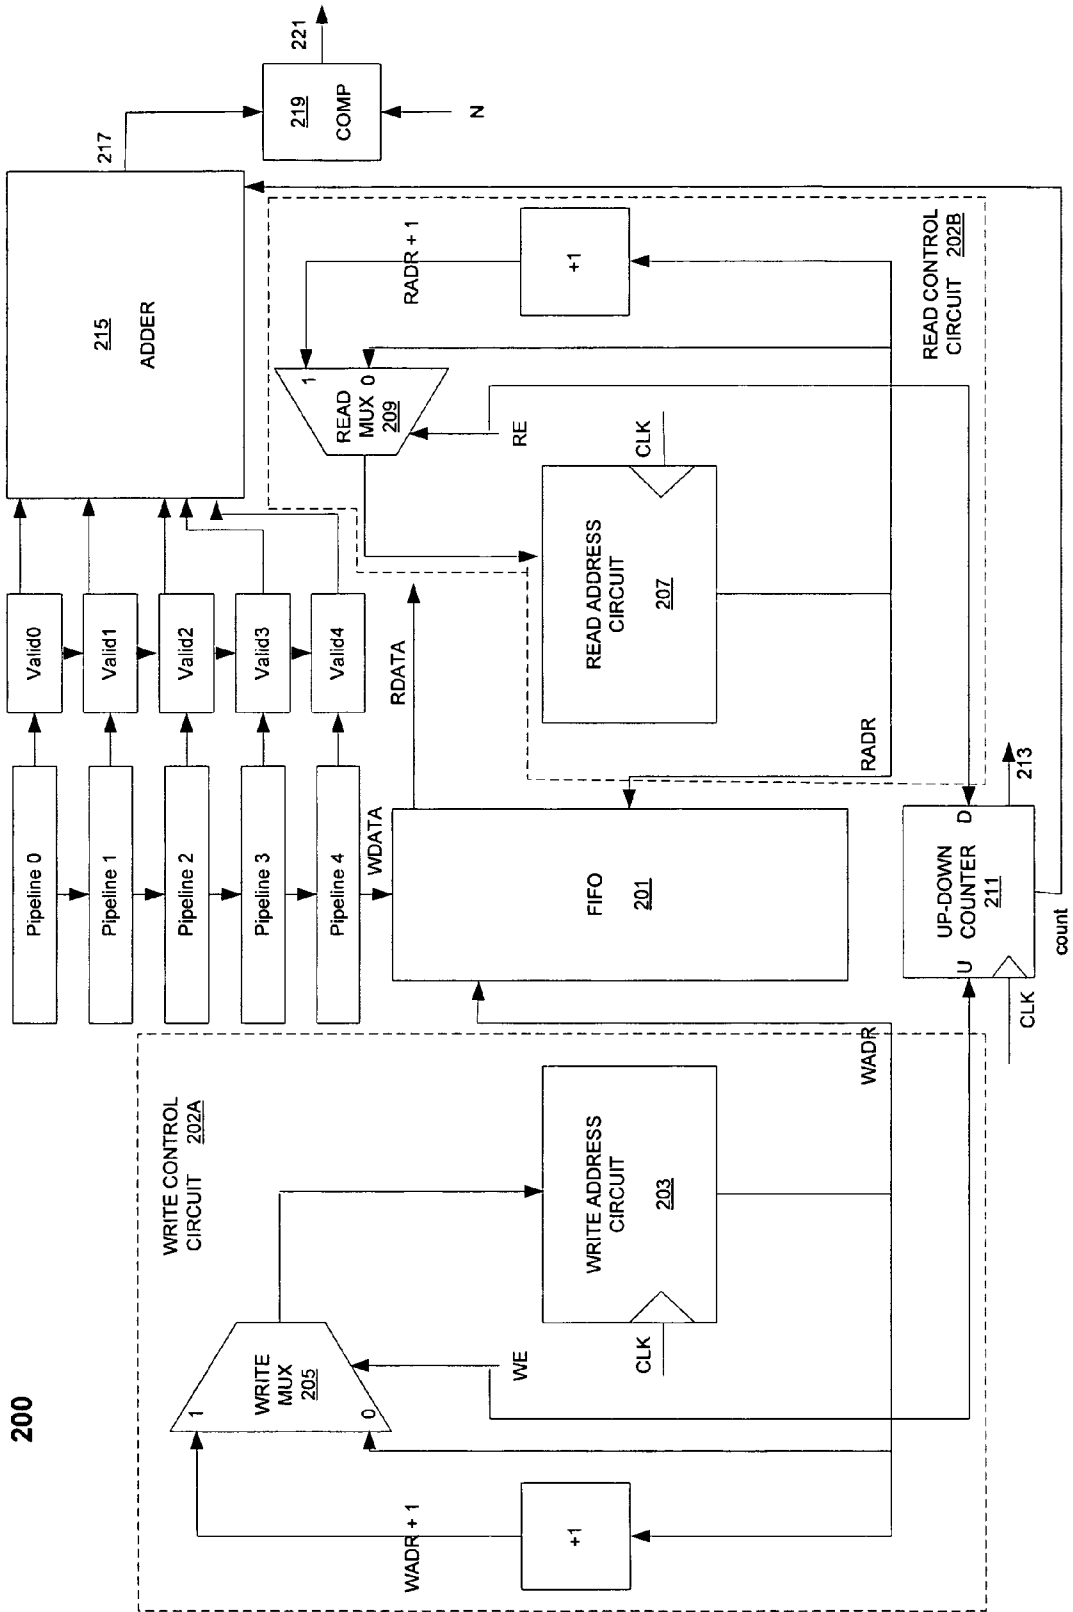 200
WRITE CONTROL
CIRCUIT 202A
WADR + 1
+1
1
0
WRITE
MUX
205
WE
CLK
WRITE ADDRESS
CIRCUIT
203
WADR
Pipeline 0
Pipeline 1
Pipeline 2
Pipeline 3
Pipeline 4
Valid0
Valid1
Valid2
Valid3
Valid4
WDATA
RDATA
FIFO
201
RADR
READ ADDRESS
CIRCUIT
207
CLK
RE
READ
MUX
209
1
0
RADR + 1
+1
READ CONTROL
CIRCUIT 202B
U
D
UP-DOWN
COUNTER
211
CLK
213
count
215
ADDER
217
219
COMP
221
N